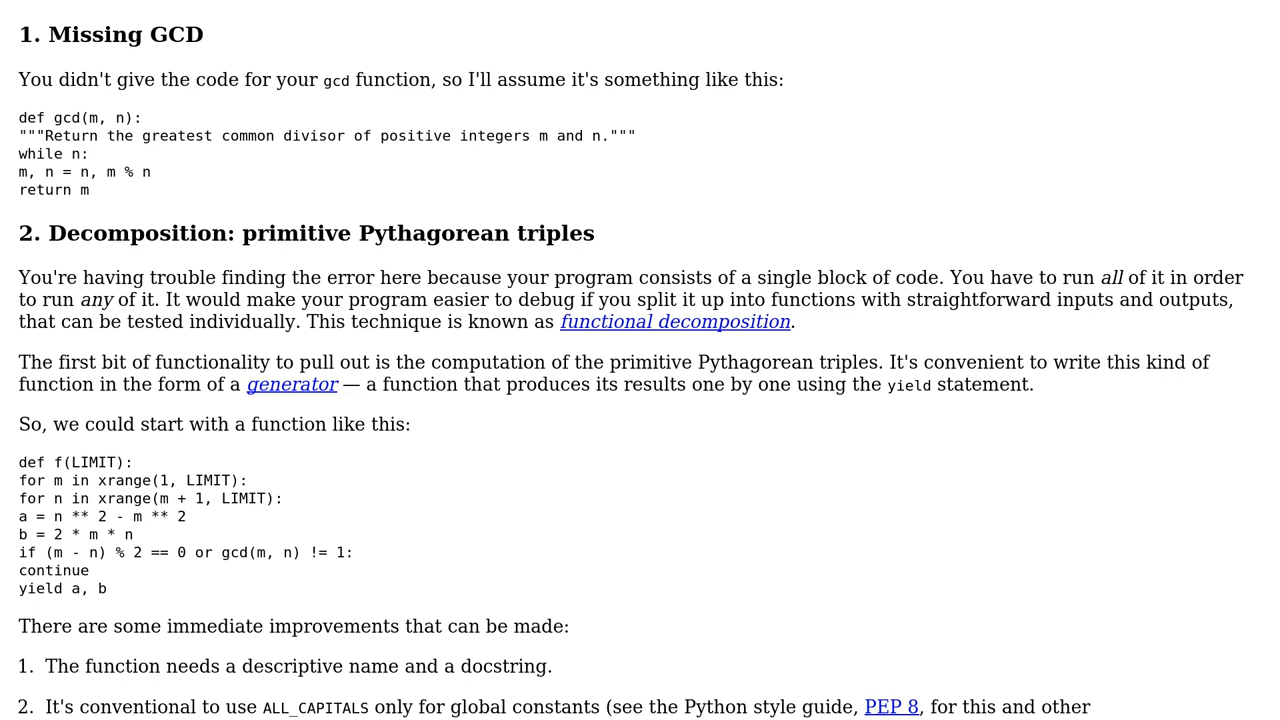 1. Missing GCD
You didn't give the code for your gcd function, so I'll assume it's something like this:
def gcd(m, n):
"""Return the greatest common divisor of positive integers m and n."""
while n:
m, n = n, m % n
return m
2. Decomposition: primitive Pythagorean triples
You're having trouble finding the error here because your program consists of a single block of code. You have to run all of it in order
to run any of it. It would make your program easier to debug if you split it up into functions with straightforward inputs and outputs,
that can be tested individually. This technique is known as functional decomposition.
The first bit of functionality to pull out is the computation of the primitive Pythagorean triples. It's convenient to write this kind of
function in the form of a generator — a function that produces its results one by one using the yield statement.
So, we could start with a function like this:
def f(LIMIT):
for m in xrange(1, LIMIT):
for n in xrange(m + 1, LIMIT):
a = n ** 2 - m ** 2
b = 2 * m * n
if (m - n) % 2 == 0 or gcd(m, n) != 1:
continue
yield a, b
There are some immediate improvements that can be made:
1. The function needs a descriptive name and a docstring.
2. It's conventional to use ALL_CAPITALS only for global constants (see the Python style guide, PEP 8, for this and other